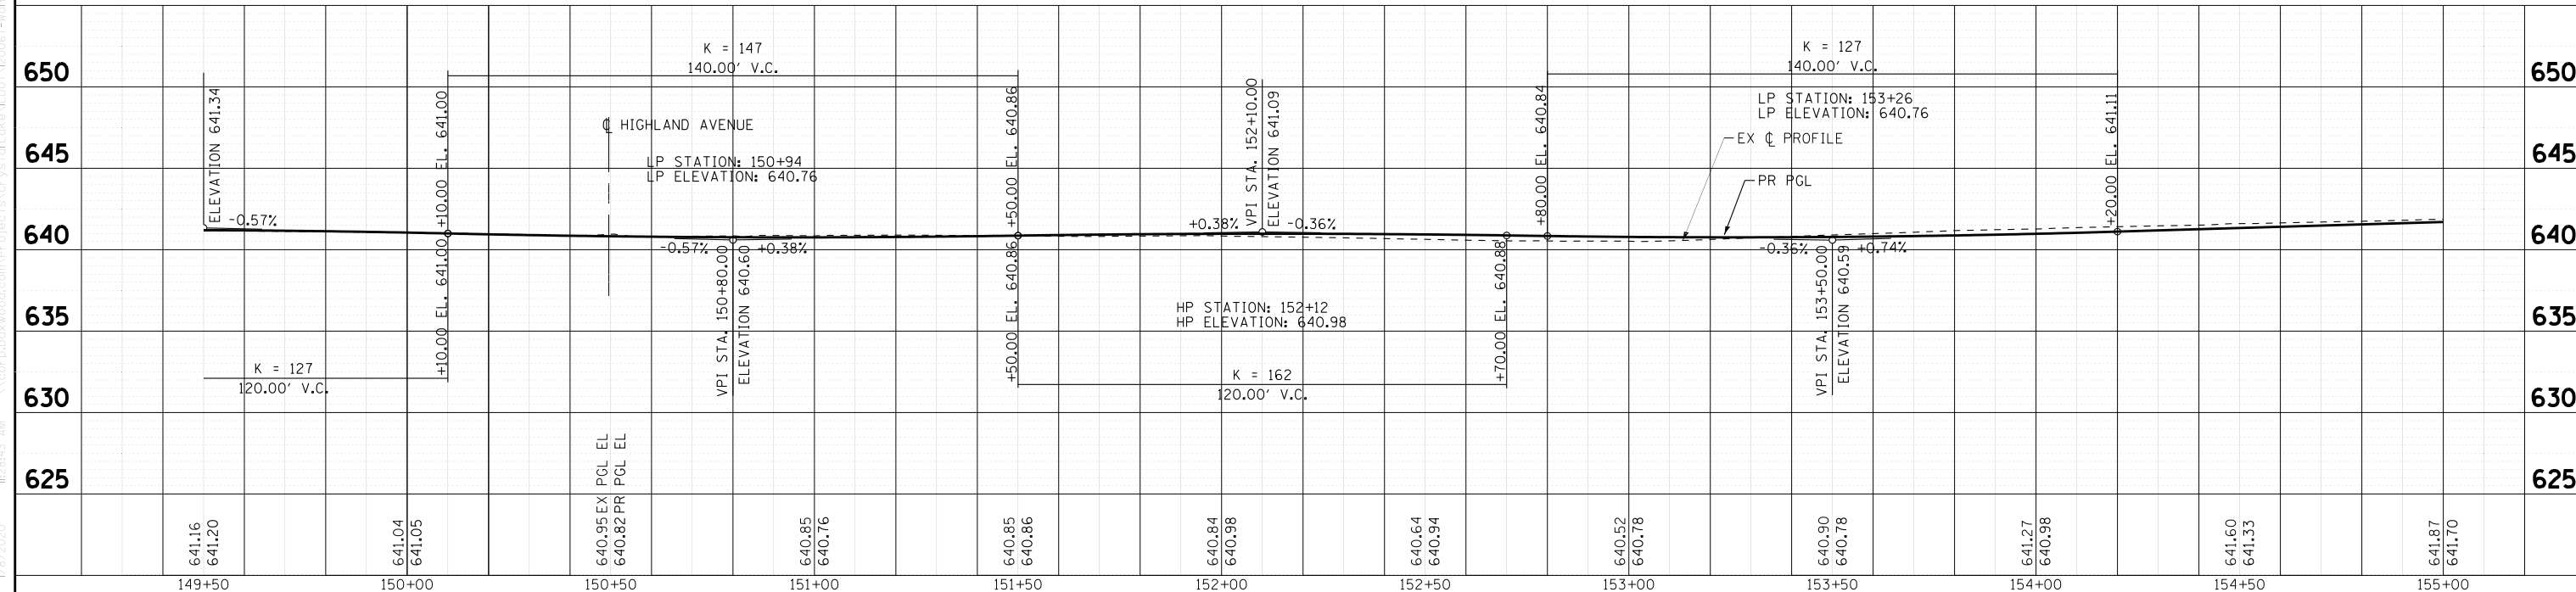 K = 147
140.00' V.C.
K = 127
140.00' V.C.
650
650
ELEVATION 641.34
+10.00 EL. 641.00
℄ HIGHLAND AVENUE
LP STATION: 150+94
LP ELEVATION: 640.76
+50.00 EL. 640.86
VPI STA. 152+10.00
ELEVATION 641.09
+80.00 EL. 640.84
LP STATION: 153+26
LP ELEVATION: 640.76
EX ℄ PROFILE
PR PGL
+20.00 EL. 641.11
645
645
-0.57%
+0.38%
-0.36%
640
640
-0.57%
+0.38%
-0.36%
+0.74%
+10.00 EL. 641.00
VPI STA. 150+80.00
ELEVATION 640.60
+50.00 EL. 640.86
HP STATION: 152+12
HP ELEVATION: 640.98
+70.00 EL. 640.88
VPI STA. 153+50.00
ELEVATION 640.59
635
635
K = 127
120.00' V.C.
K = 162
120.00' V.C.
630
630
625
625
641.16
641.20
641.04
641.05
640.95 EX PGL EL
640.82 PR PGL EL
640.85
640.76
640.85
640.86
640.84
640.98
640.64
640.94
640.52
640.78
640.90
640.78
641.27
640.98
641.60
641.33
641.87
641.70
149+50
150+00
150+50
151+00
151+50
152+00
152+50
153+00
153+50
154+00
154+50
155+00